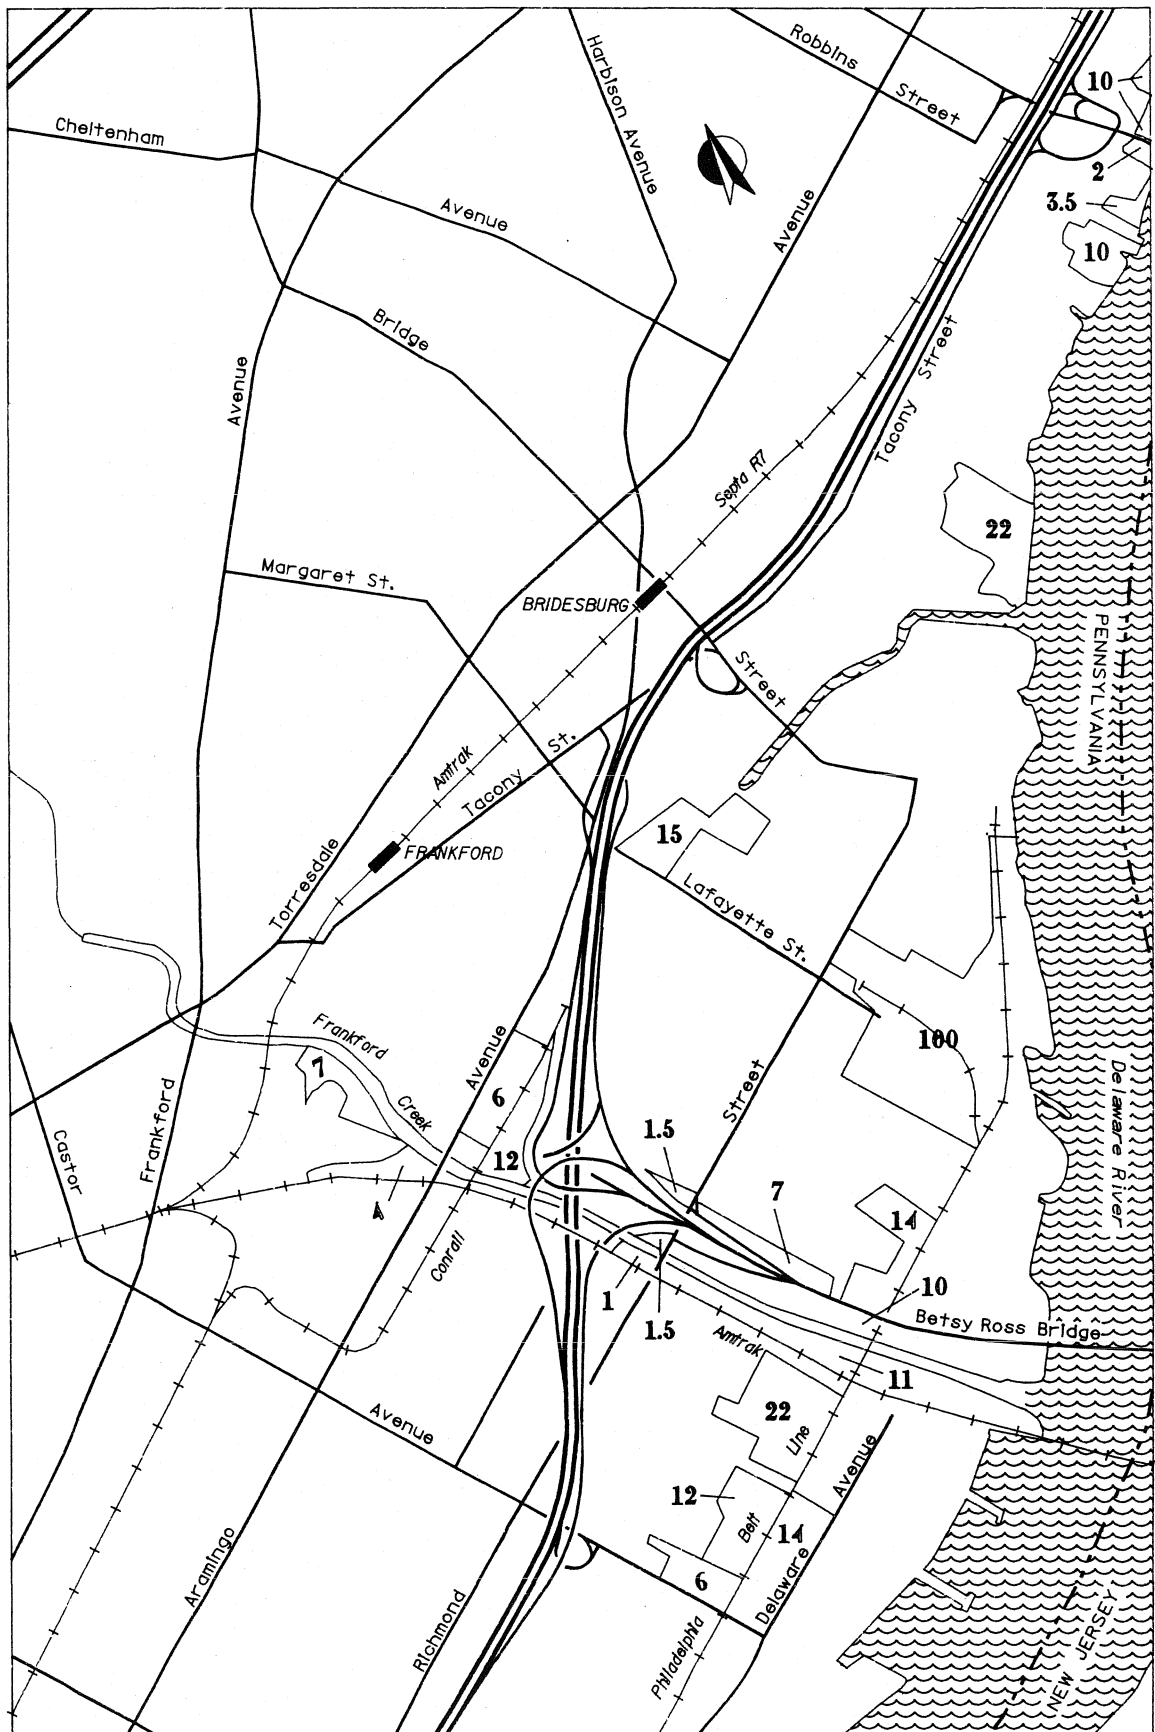 Robbins
Street
10
Harbison Avenue
Cheltenham
Avenue
2
3.5
10
Avenue
Bridge
Avenue
Tacony Street
Septa R7
22
Margaret St.
BRIDESBURG
PENNSYLVANIA
Street
Amtrak
Tacony St.
15
FRANKFORD
Torresdale
Lafayette St.
Frankford
Creek
Avenue
100
7
6
Street
Delaware River
Frankford
Castor
12
1.5
7
14
4
Conrail
1
1.5
10
Betsy Ross Bridge
Amtrak
11
22
Avenue
Line
Avenue
12
Belt
14
Aramingo
6
Delaware
Richmond
Philadelphia
NEW JERSEY